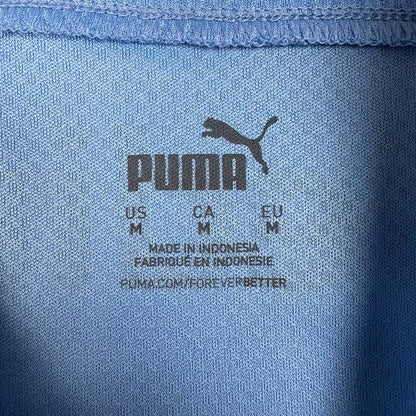 PUMA
US CA EU
M M M
MADE IN INDONESIA
FABRIQUÉ EN INDONESIE
PUMA.COM/FOREVERBETTER